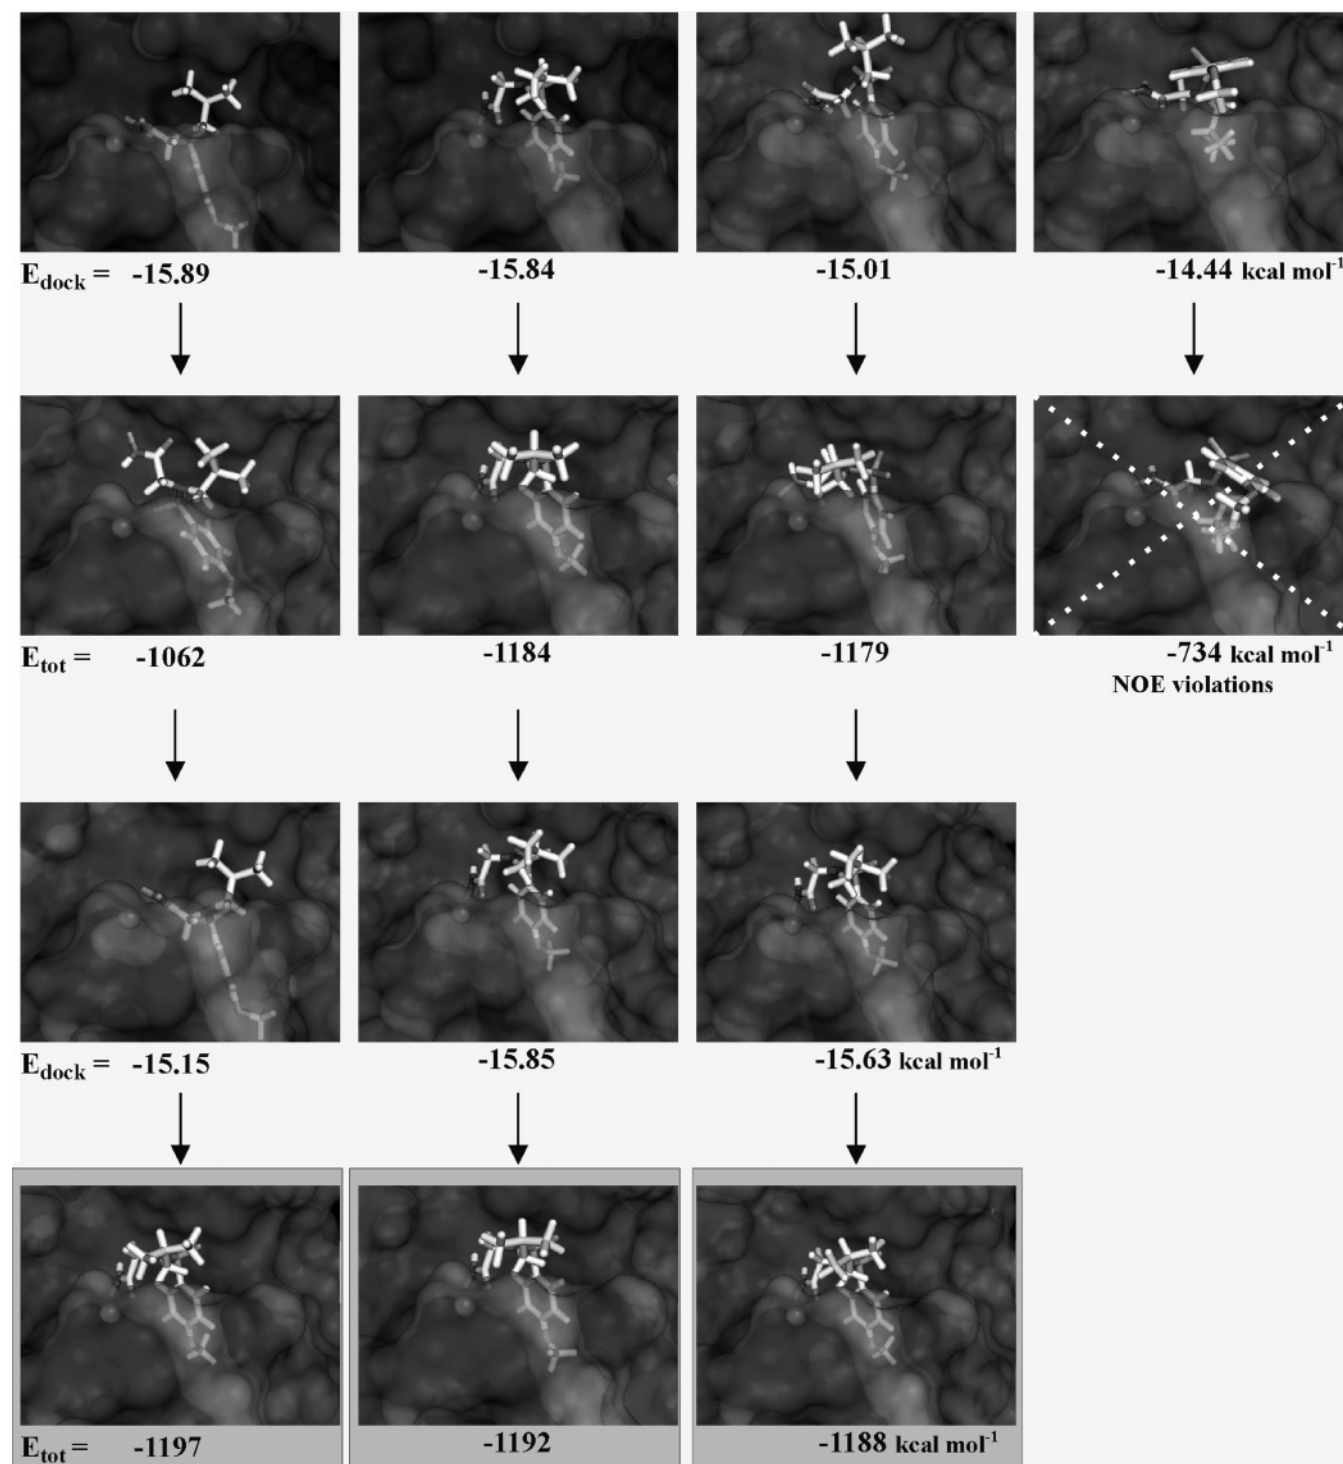 E_dock = -15.89 -15.84 -15.01 -14.44 kcal mol⁻¹
E_tot = -1062 -1184 -1179 -734 kcal mol⁻¹
NOE violations
E_dock = -15.15 -15.85 -15.63 kcal mol⁻¹
E_tot = -1197 -1192 -1188 kcal mol⁻¹